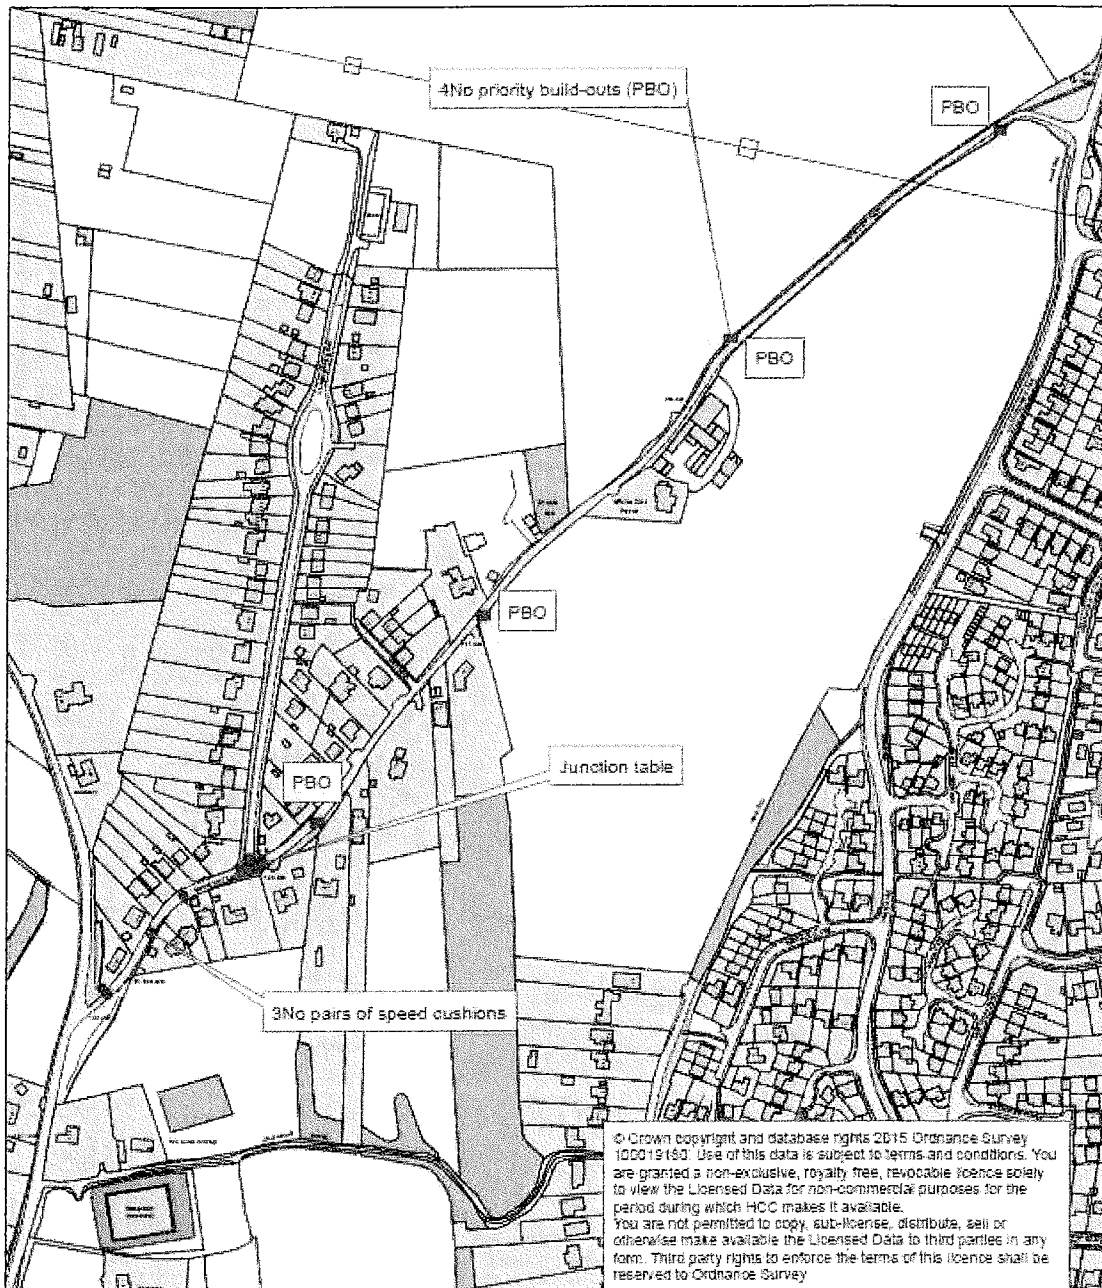 4No priority build-outs (PBO)
PBO
PBO
PBO
PBO
Junction table
3No pairs of speed cushions
© Crown copyright and database rights 2015 Ordnance Survey
100019180. Use of this data is subject to terms and conditions. You
are granted a non-exclusive, royalty free, revocable licence solely
to view the Licensed Data for non-commercial purposes for the
period during which HCC makes it available.
You are not permitted to copy, sub-license, distribute, sell or
otherwise make available the Licensed Data to third parties in any
form. Third party rights to enforce the terms of this licence shall be
reserved to Ordnance Survey